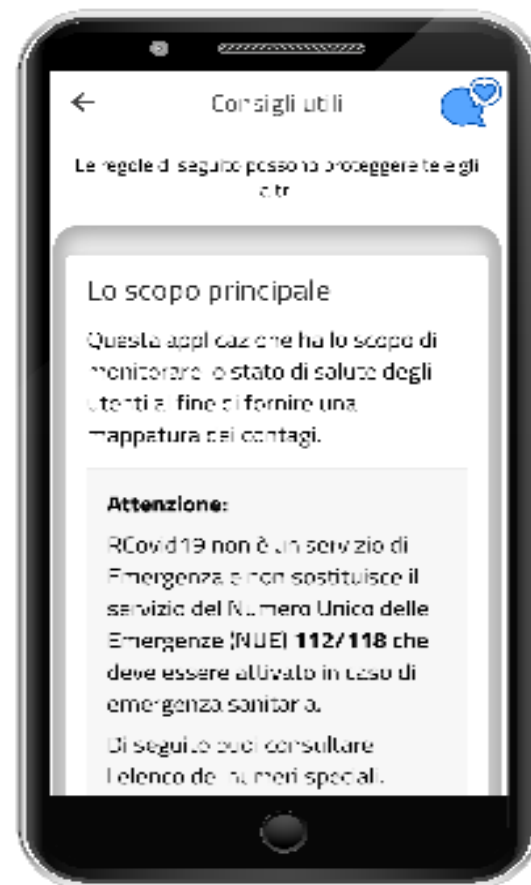 Consigli utili
Le regole di seguito possono proteggere te e gli
altri
Lo scopo principale
Questa applicazione ha lo scopo di
monitorare lo stato di salute degli
utenti al fine di fornire una
mappatura dei contagi.
Attenzione:
RCovid19 non è un servizio di
Emergenza e non sostituisce il
servizio del Numero Unico delle
Emergenze (NUE) 112/118 che
deve essere attivato in caso di
emergenza sanitaria.
Di seguito puoi consultare
l'elenco dei numeri speciali.